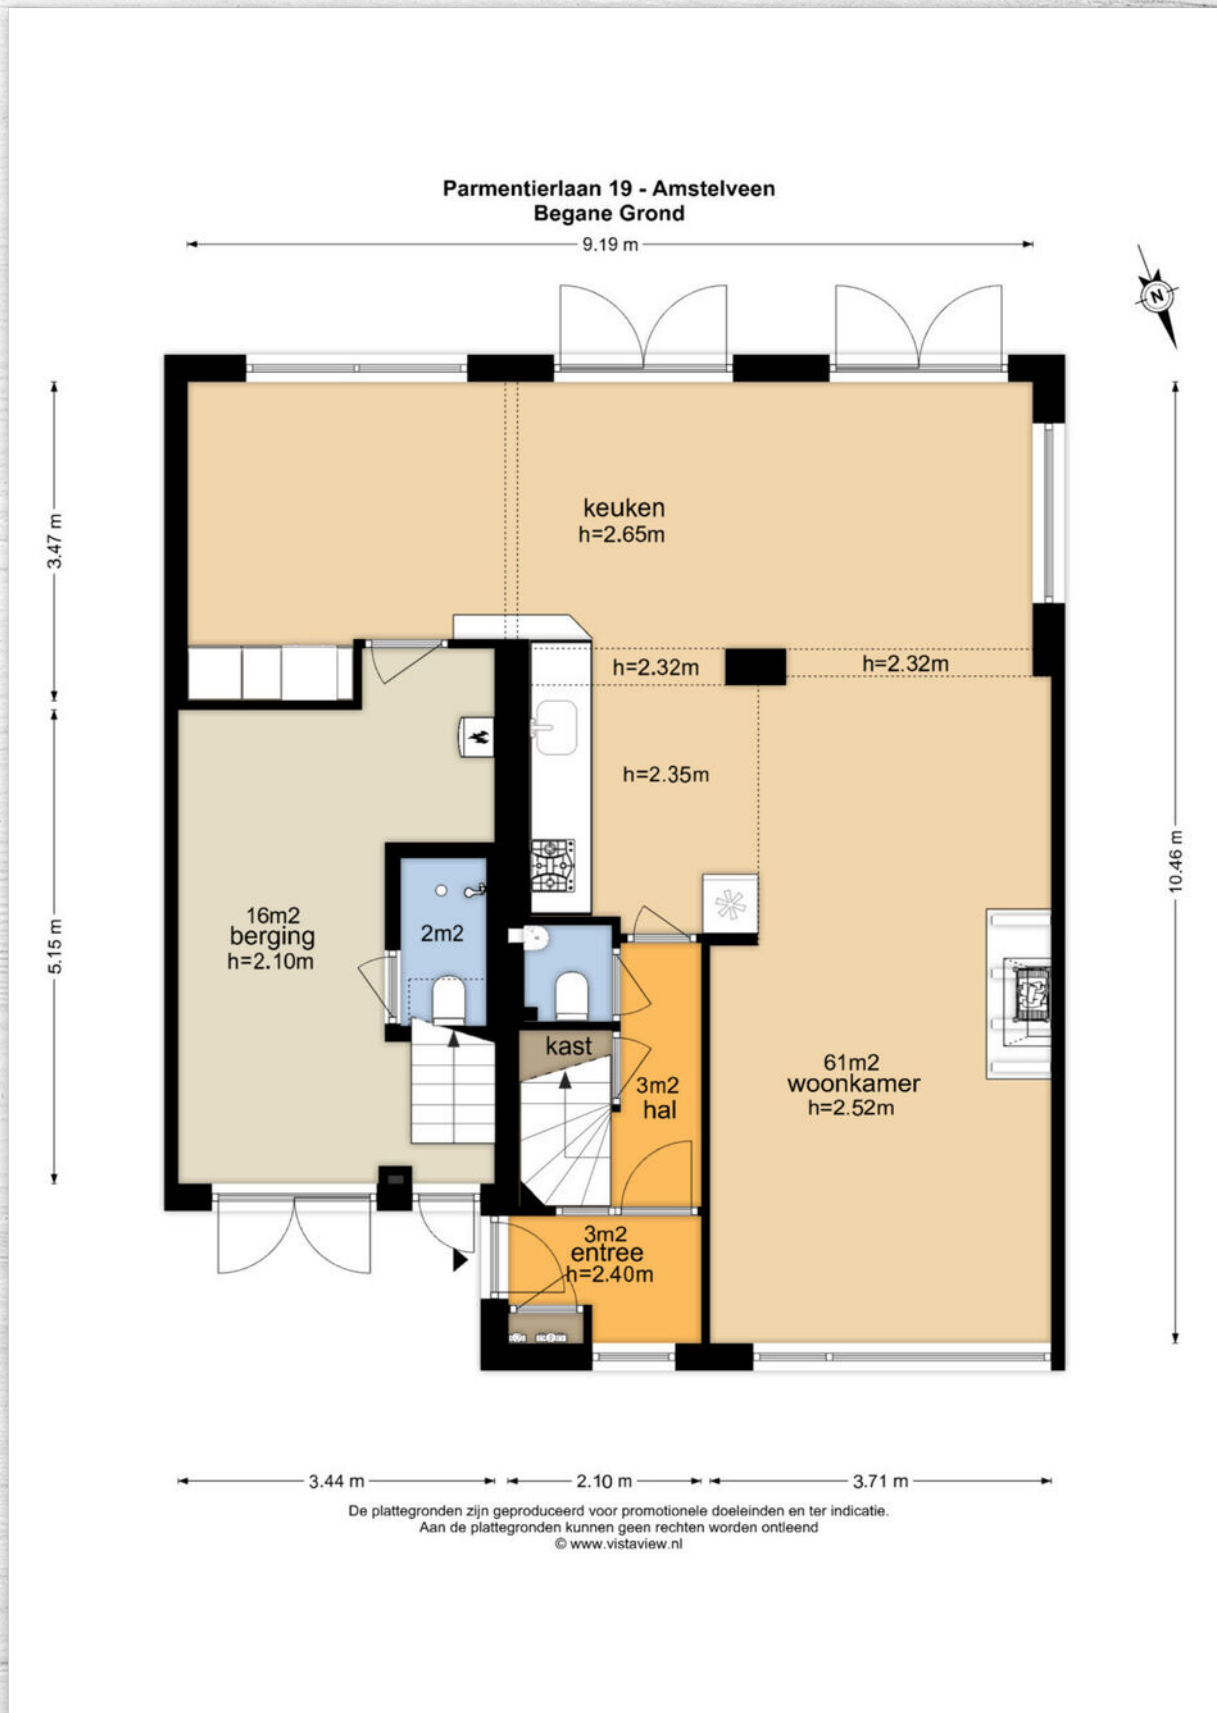 Parmentierlaan 19 - Amstelveen
Begane Grond
9.19 m
N
3.47 m
keuken
h=2.65m
h=2.32m
h=2.32m
h=2.35m
10.46 m
5.15 m
16m2
berging
h=2.10m
2m2
kast
3m2
hal
61m2
woonkamer
h=2.52m
3m2
entree
h=2.40m
3.44 m
2.10 m
3.71 m
De plattegronden zijn geproduceerd voor promotionele doeleinden en ter indicatie.
Aan de plattegronden kunnen geen rechten worden ontleend
© www.vistaview.nl